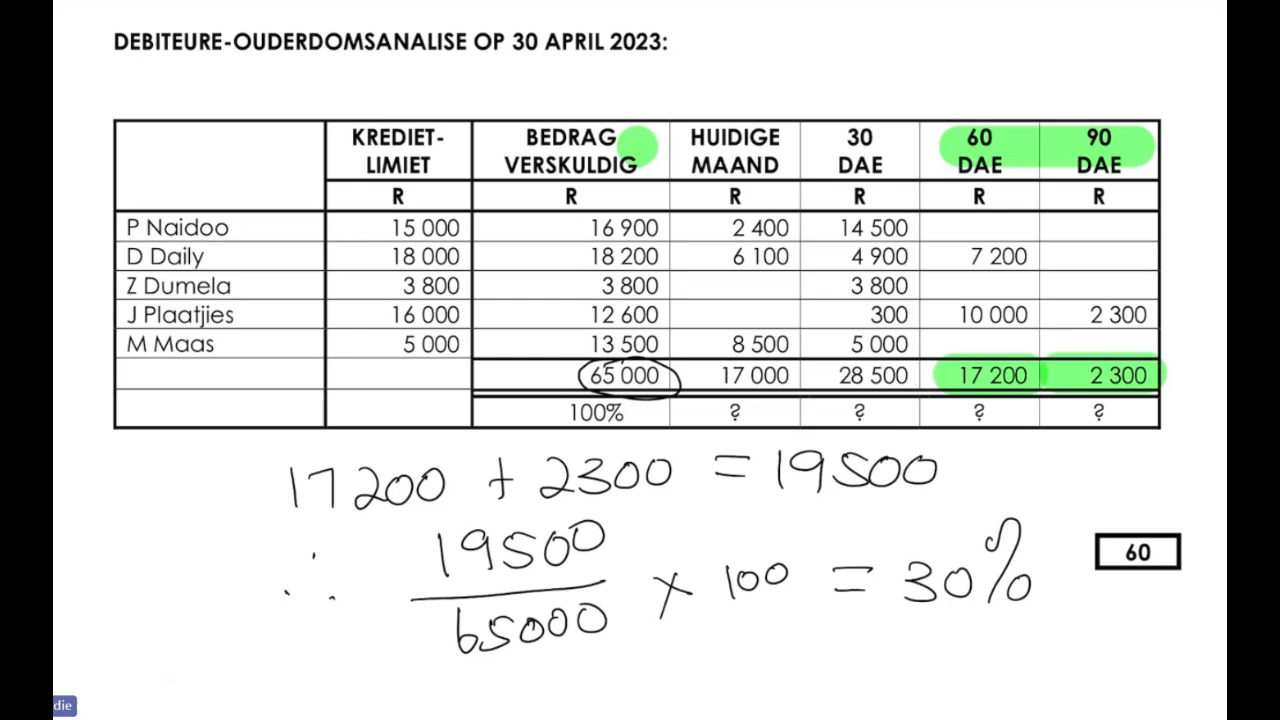 DEBITEURE-OUDERDOMSANALISE OP 30 APRIL 2023:
KREDIET-LIMIET BEDRAG VERSKULDIG HUIDIGE MAAND 30 DAE 60 DAE 90 DAE
R R R R R R
P Naidoo 15 000 16 900 2 400 14 500
D Daily 18 000 18 200 6 100 4 900 7 200
Z Dumela 3 800 3 800 3 800
J Plaatjies 16 000 12 600 300 10 000 2 300
M Maas 5 000 13 500 8 500 5 000
65 000 17 000 28 500 17 200 2 300
100% ? ? ? ?
17200 + 2300 = 19500
∴ 19500 / 65000 × 100 = 30%
60
die